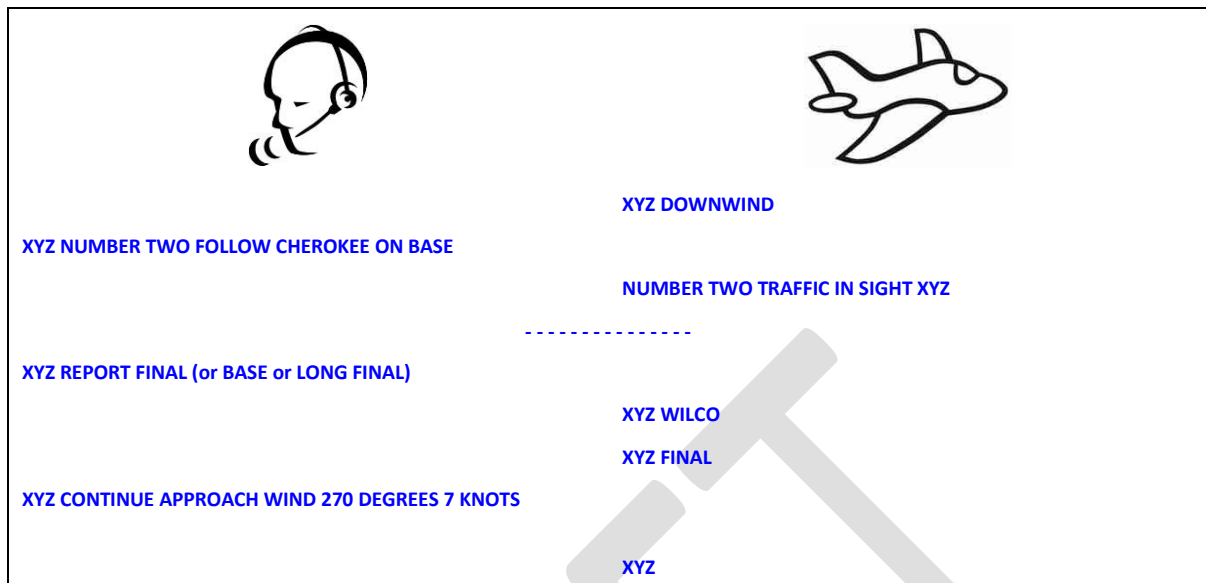 XYZ DOWNWIND
XYZ NUMBER TWO FOLLOW CHEROKEE ON BASE
NUMBER TWO TRAFFIC IN SIGHT XYZ
- - - - - - - - - - - - - - -
XYZ REPORT FINAL (or BASE or LONG FINAL)
XYZ WILCO
XYZ FINAL
XYZ CONTINUE APPROACH WIND 270 DEGREES 7 KNOTS
XYZ